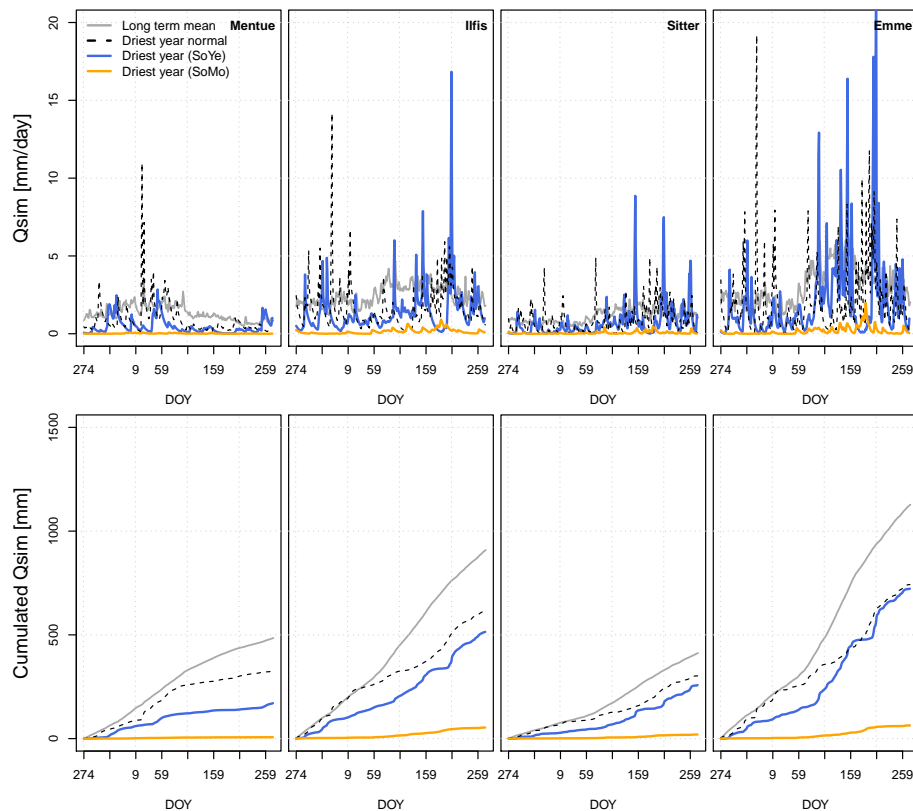 Long term mean
Driest year normal
Driest year (SoYe)
Driest year (SoMo)
Mentue
Ilfis
Sitter
Emme
Qsim [mm/day]
20
15
10
5
0
274 9 59 159 259
274 9 59 159 259
274 9 59 159 259
274 9 59 159 259
DOY
DOY
DOY
DOY
Cumulated Qsim [mm]
1500
1000
500
0
274 9 59 159 259
274 9 59 159 259
274 9 59 159 259
274 9 59 159 259
DOY
DOY
DOY
DOY